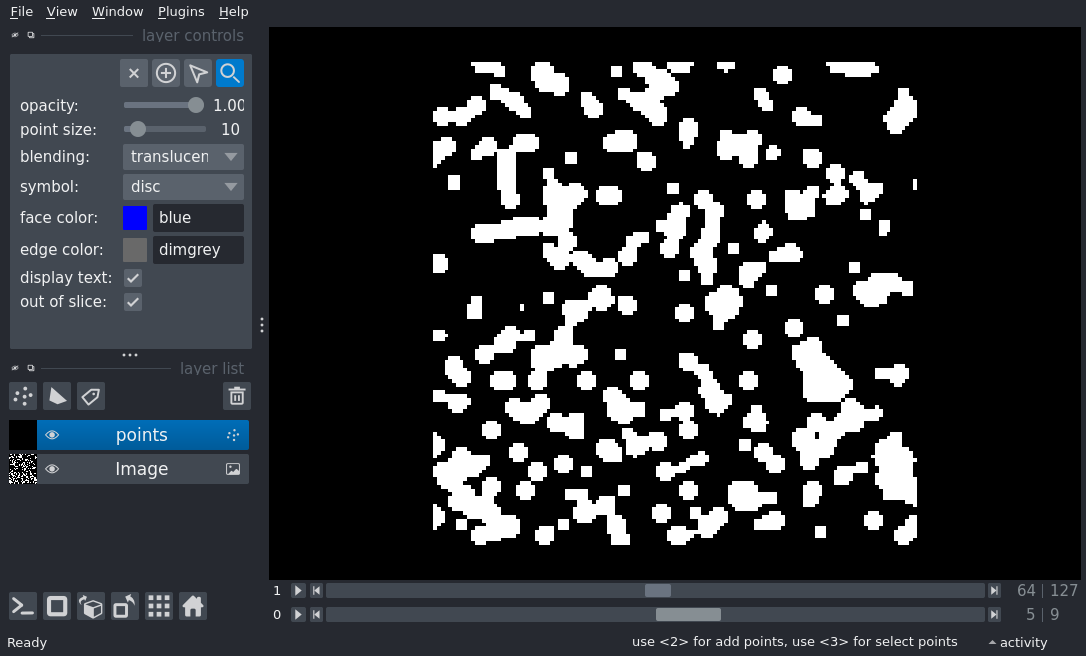 File View Window Plugins Help
layer controls
opacity: 1.00
point size: 10
blending: translucen
symbol: disc
face color: blue
edge color: dimgrey
display text:
out of slice:
layer list
points
Image
1 64 | 127
0 5 | 9
Ready use <2> for add points, use <3> for select points activity